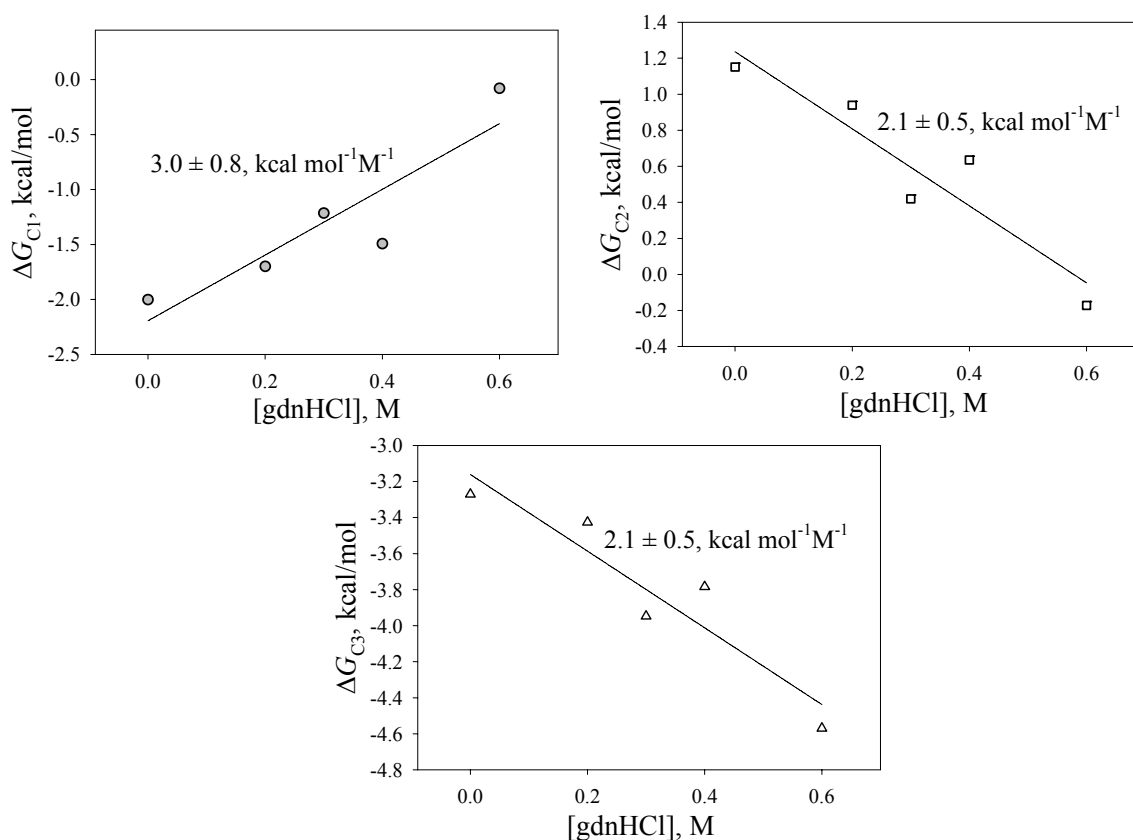 0.0
-0.5
-1.0
-1.5
-2.0
-2.5
ΔG_C1, kcal/mol
3.0 ± 0.8, kcal mol⁻¹M⁻¹
0.0 0.2 0.4 0.6
[gdnHCl], M
1.4
1.2
1.0
0.8
0.6
0.4
0.2
0.0
-0.2
-0.4
ΔG_C2, kcal/mol
2.1 ± 0.5, kcal mol⁻¹M⁻¹
0.0 0.2 0.4 0.6
[gdnHCl], M
-3.0
-3.2
-3.4
-3.6
-3.8
-4.0
-4.2
-4.4
-4.6
-4.8
ΔG_C3, kcal/mol
2.1 ± 0.5, kcal mol⁻¹M⁻¹
0.0 0.2 0.4 0.6
[gdnHCl], M